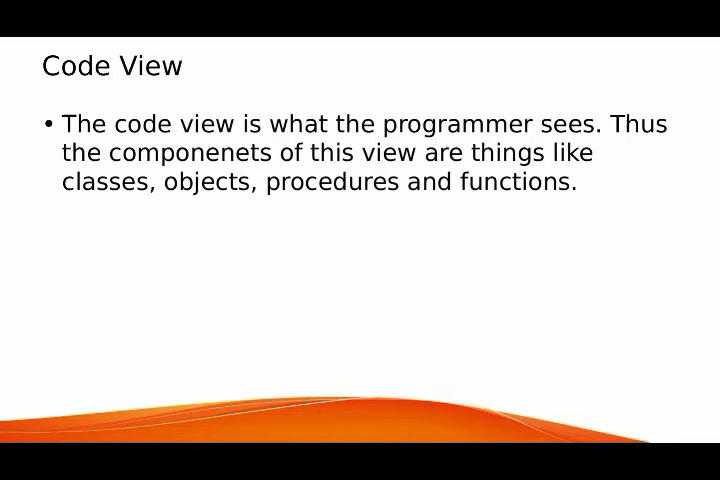 Code View
• The code view is what the programmer sees. Thus
the componenets of this view are things like
classes, objects, procedures and functions.